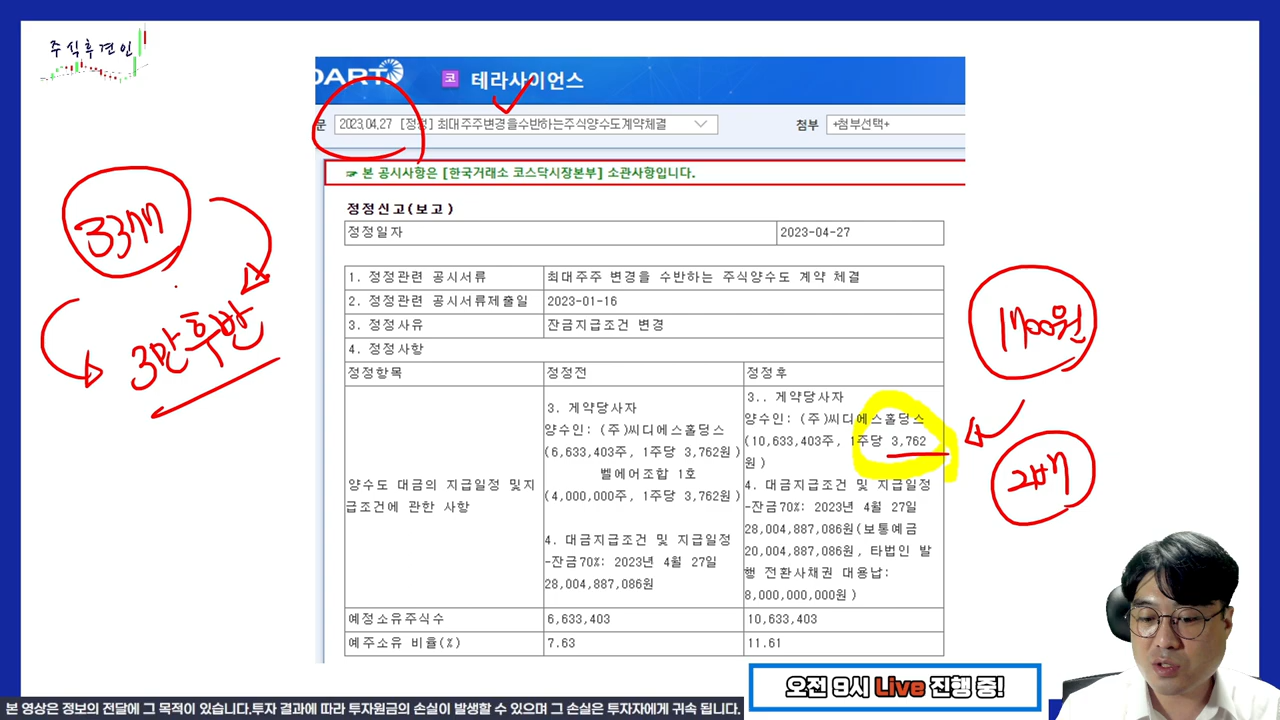 주식후견인
DART 코 테라사이언스
문 2023.04.27 [정정] 최대주주변경을수반하는주식양수도계약체결 첨부 +첨부선택+
☞ 본 공시사항은 [한국거래소 코스닥시장본부] 소관사항입니다.
정정신고(보고)
정정일자 2023-04-27
1. 정정관련 공시서류 최대주주 변경을 수반하는 주식양수도 계약 체결
2. 정정관련 공시서류제출일 2023-01-16
3. 정정사유 잔금지급조건 변경
4. 정정사항
정정항목 정정전 정정후
양수도 대금의 지급일정 및지
급조건에 관한 사항
3. 계약당사자
양수인: (주)씨디에스홀딩스
(6,633,403주, 1주당 3,762원)
벨에어조합 1호
(4,000,000주, 1주당 3,762원)
4. 대금지급조건 및 지급일정
-잔금70%: 2023년 4월 27일
28,004,887,086원
3.. 계약당사자
양수인: (주)씨디에스홀딩스
(10,633,403주, 1주당 3,762
원)
4. 대금지급조건 및 지급일정
-잔금70%: 2023년 4월 27일
28,004,887,086원(보통예금
20,004,887,086원, 타법인 발
행 전환사채권 대용납:
8,000,000,000원)
예정소유주식수 6,633,403 10,633,403
예주소유 비율(%) 7.63 11.61
33개
3만후반
1700원
2배
오전 9시 Live 진행 중!
본 영상은 정보의 전달에 그 목적이 있습니다.투자 결과에 따라 투자원금의 손실이 발생할 수 있으며 그 손실은 투자자에게 귀속 됩니다.